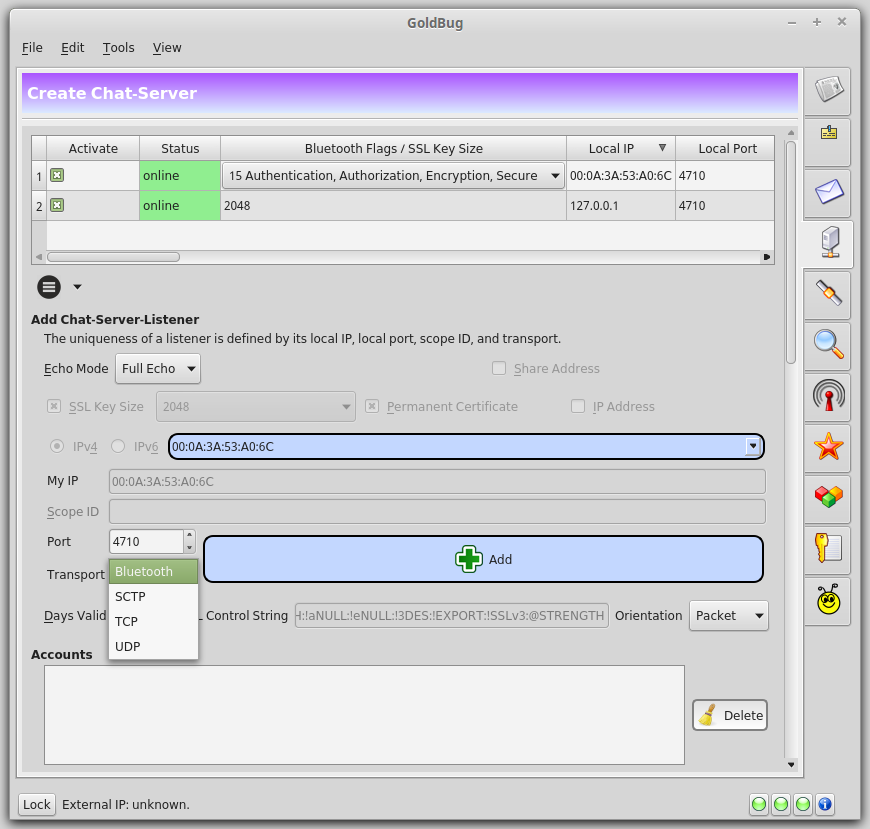 GoldBug
File Edit Tools View
Create Chat-Server
Activate Status Bluetooth Flags / SSL Key Size Local IP Local Port
1 online 15 Authentication, Authorization, Encryption, Secure 00:0A:3A:53:A0:6C 4710
2 online 2048 127.0.0.1 4710
Add Chat-Server-Listener
The uniqueness of a listener is defined by its local IP, local port, scope ID, and transport.
Echo Mode Full Echo Share Address
SSL Key Size 2048 Permanent Certificate IP Address
IPv4 IPv6 00:0A:3A:53:A0:6C
My IP 00:0A:3A:53:A0:6C
Scope ID
Port 4710
Add
Transport Bluetooth
SCTP
TCP
UDP
Days Valid L Control String H:!aNULL:!eNULL:!3DES:!EXPORT:!SSLv3:@STRENGTH Orientation Packet
Accounts
Delete
Lock External IP: unknown.